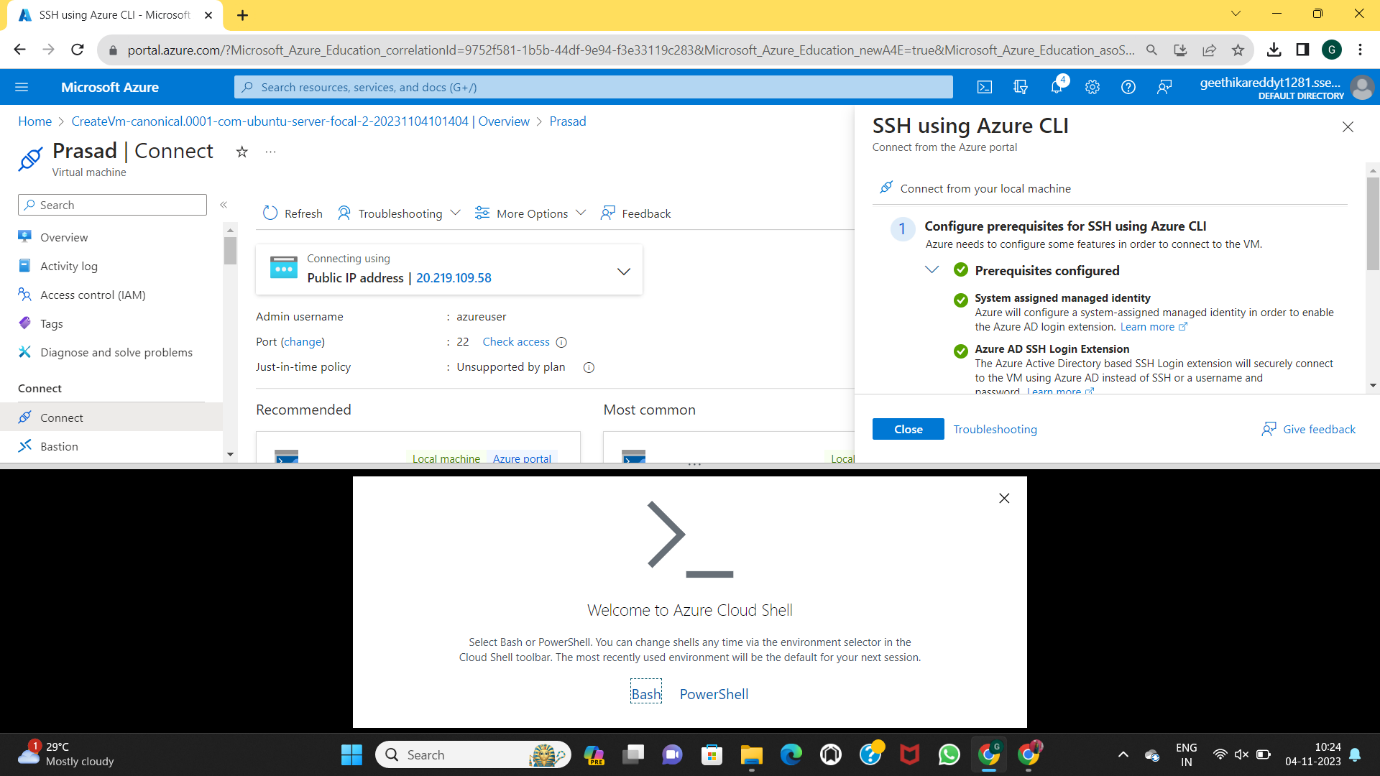 SSH using Azure CLI - Microsoft
portal.azure.com/?Microsoft_Azure_Education_correlationId=9752f581-1b5b-44df-9e94-f3e33119c283&Microsoft_Azure_Education_newA4E=true&Microsoft_Azure_Education_asoS...
G
Microsoft Azure
Search resources, services, and docs (G+/)
4
geethikareddyt1281.sse...
DEFAULT DIRECTORY
Home > CreateVm-canonical.0001-com-ubuntu-server-focal-2-20231104101404 | Overview > Prasad
Prasad | Connect
Virtual machine
Search
Overview
Activity log
Access control (IAM)
Tags
Diagnose and solve problems
Connect
Connect
Bastion
Refresh
Troubleshooting
More Options
Feedback
Connecting using
Public IP address | 20.219.109.58
Admin username : azureuser
Port (change) : 22 Check access
Just-in-time policy : Unsupported by plan
Recommended
Most common
Local machine
Azure portal
Local
SSH using Azure CLI
Connect from the Azure portal
Connect from your local machine
1
Configure prerequisites for SSH using Azure CLI
Azure needs to configure some features in order to connect to the VM.
Prerequisites configured
System assigned managed identity
Azure will configure a system-assigned managed identity in order to enable
the Azure AD login extension. Learn more
Azure AD SSH Login Extension
The Azure Active Directory based SSH Login extension will securely connect
to the VM using Azure AD instead of SSH or a username and
password. Learn more
Close
Troubleshooting
Give feedback
Welcome to Azure Cloud Shell
Select Bash or PowerShell. You can change shells any time via the environment selector in the
Cloud Shell toolbar. The most recently used environment will be the default for your next session.
Bash
PowerShell
1
29°C
Mostly cloudy
Search
PRE
G
ENG
IN
10:24
04-11-2023